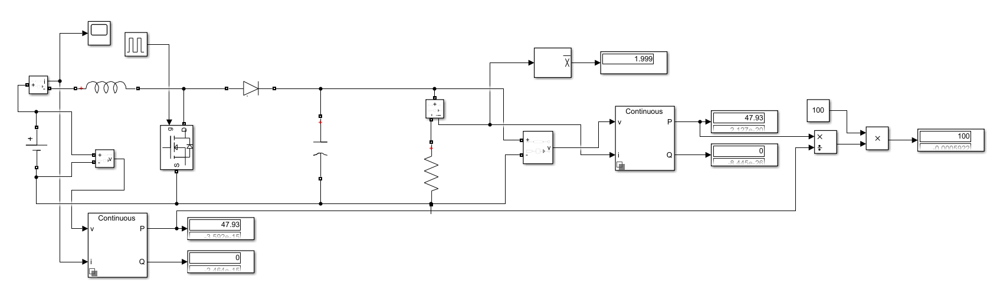 1.999
i
+
-
+
+
-
v
g
D
S
+
+
-
i
+
+
-
v
Continuous
v
i
P
Q
47.93
2.127e-20
0
-8.445e-26
100
×
÷
×
100
-0.0005922
Continuous
v
i
P
Q
47.93
-3.592e-15
0
-2.464e-15